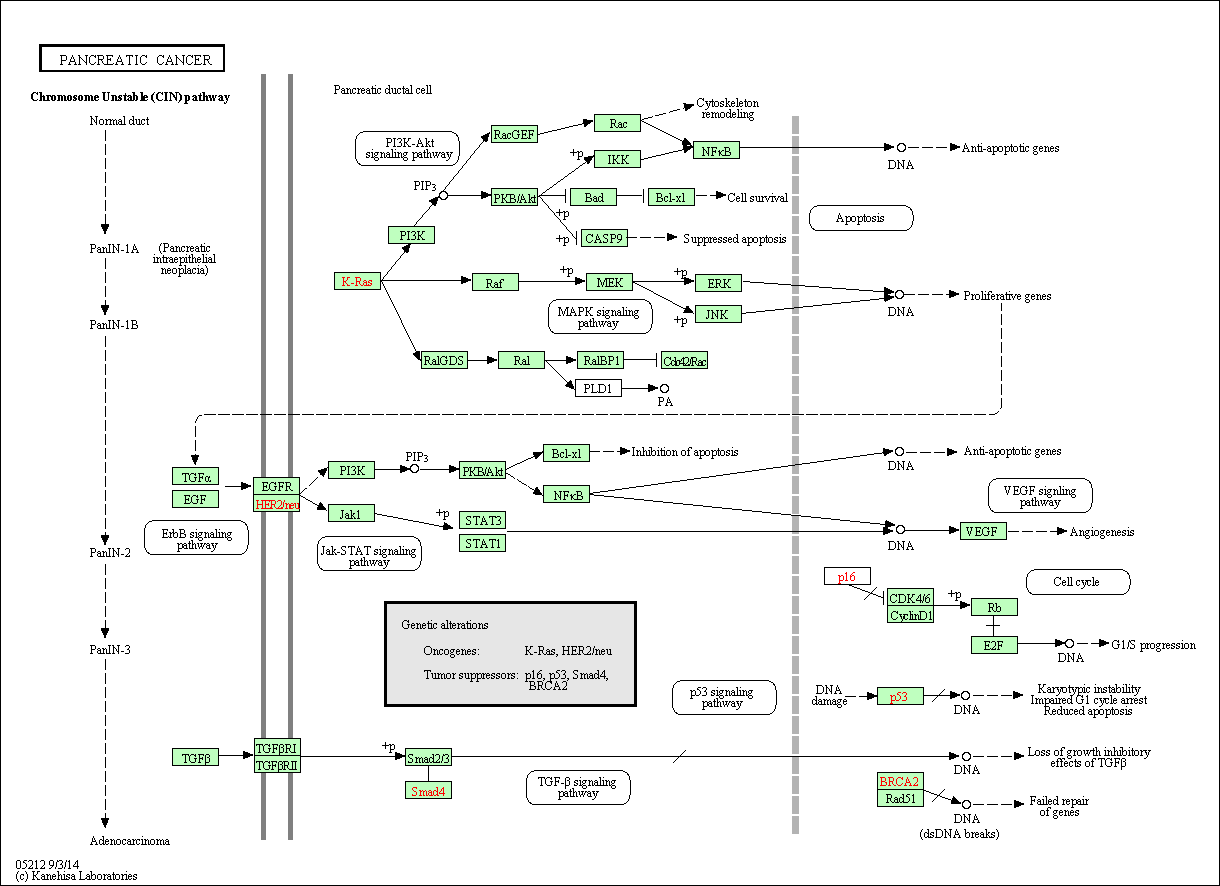 PANCREATIC CANCER
Chromosome Unstable (CIN) pathway
Normal duct
PanIN-1A
(Pancreatic
intraepithelial
neoplacia)
PanIN-1B
PanIN-2
PanIN-3
Adenocarcinoma
Pancreatic ductal cell
PI3K-Akt
signaling pathway
RacGEF
Rac
Cytoskeleton
remodeling
+p
IKK
NFκB
DNA
Anti-apoptotic genes
PIP3
PKB/Akt
Bad
Bcl-xl
Cell survival
+p
+p
CASP9
Suppressed apoptosis
Apoptosis
PI3K
K-Ras
Raf
+p
MEK
+p
ERK
+p
JNK
DNA
Proliferative genes
MAPK signaling
pathway
RalGDS
Ral
RalBP1
Cdc42/Rac
PLD1
PA
TGFα
EGF
EGFR
HER2/neu
ErbB signaling
pathway
PI3K
PIP3
PKB/Akt
Bcl-xl
Inhibition of apoptosis
NFκB
DNA
Anti-apoptotic genes
Jak1
+p
STAT3
STAT1
Jak-STAT signaling
pathway
DNA
VEGF
Angiogenesis
VEGF signling
pathway
p16
CDK4/6
CyclinD1
+p
Rb
E2F
DNA
G1/S progression
Cell cycle
Genetic alterations
Oncogenes: K-Ras, HER2/neu
Tumor suppressors: p16, p53, Smad4,
BRCA2
p53 signaling
pathway
DNA
damage
p53
DNA
Karyotypic instability
Impaired G1 cycle arrest
Reduced apoptosis
TGFβ
TGFβRI
TGFβRII
+p
Smad2/3
Smad4
TGF-β signaling
pathway
DNA
Loss of growth inhibitory
effects of TGFβ
BRCA2
Rad51
DNA
(dsDNA breaks)
Failed repair
of genes
05212 9/3/14
(c) Kanehisa Laboratories